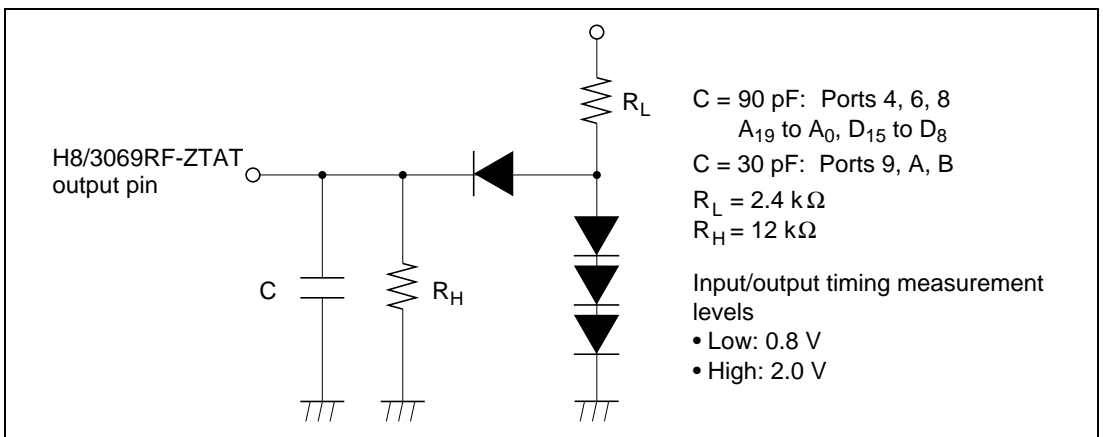 R_L
C = 90 pF: Ports 4, 6, 8
A_19 to A_0, D_15 to D_8
H8/3069RF-ZTAT
output pin
C = 30 pF: Ports 9, A, B
R_L = 2.4 kΩ
R_H = 12 kΩ
C
R_H
Input/output timing measurement
levels
• Low: 0.8 V
• High: 2.0 V